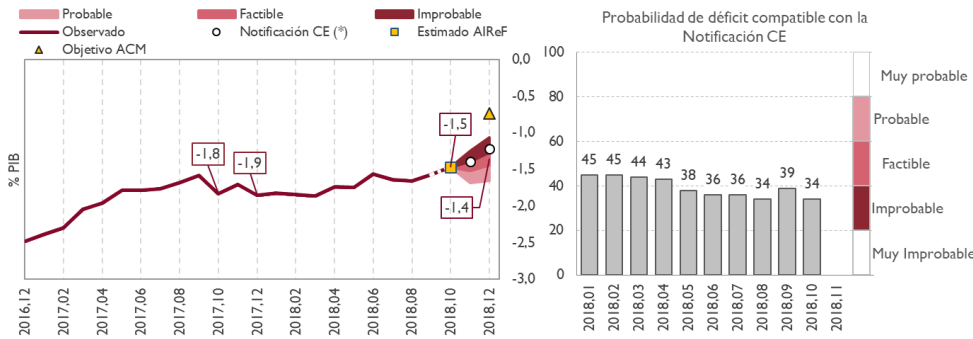 Probable
Factible
Improbable
Observado
Notificación CE (*)
Estimado AIReF
Objetivo ACM
% PIB
0,0
-0,5
-1,0
-1,5
-2,0
-2,5
-3,0
-1,8
-1,9
-1,5
-1,4
2016.12
2017.02
2017.04
2017.06
2017.08
2017.10
2017.12
2018.02
2018.04
2018.06
2018.08
2018.10
2018.12
Probabilidad de déficit compatible con la
Notificación CE
100
80
60
40
20
0
45 45 44 43 38 36 36 34 39 34
2018.01
2018.02
2018.03
2018.04
2018.05
2018.06
2018.07
2018.08
2018.09
2018.10
2018.11
Muy probable
Probable
Factible
Improbable
Muy Improbable